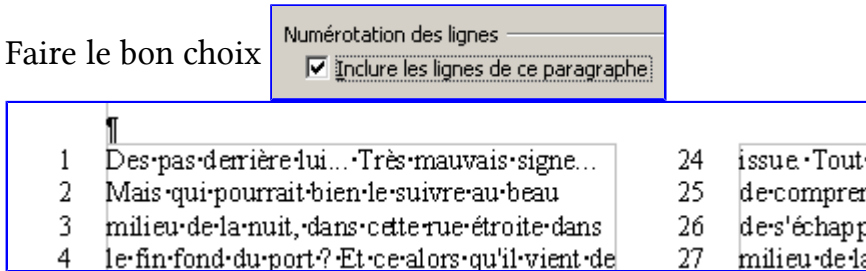 Faire le bon choix
Numérotation des lignes
Inclure les lignes de ce paragraphe
¶
1 Des·pas·derrière·lui...·Très·mauvais·signe...
2 Mais·qui·pourrait·bien·le·suivre·au·beau
3 milieu·de·la·nuit,·dans·cette·rue·étroite·dans
4 le·fin·fond·du·port·?·Et·ce·alors·qu'il·vient·de
24 issue.·Tout·
25 de·compren
26 de·s'échapp
27 milieu·de·la